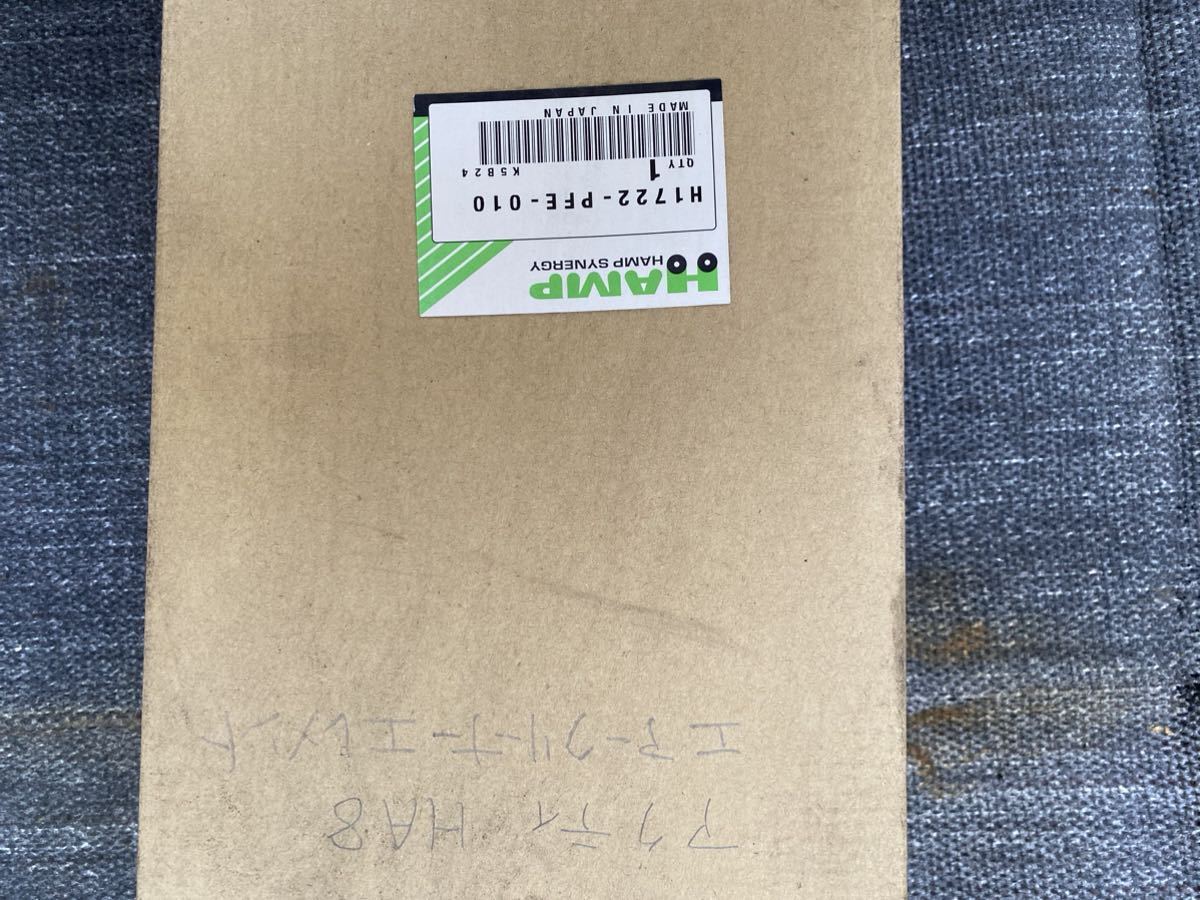 アクティ HA8
エアークリーナーエレメント
HAMP
HAMP SYNERGY
H1722-PFE-010
QTY 1
K5B24
MADE IN JAPAN